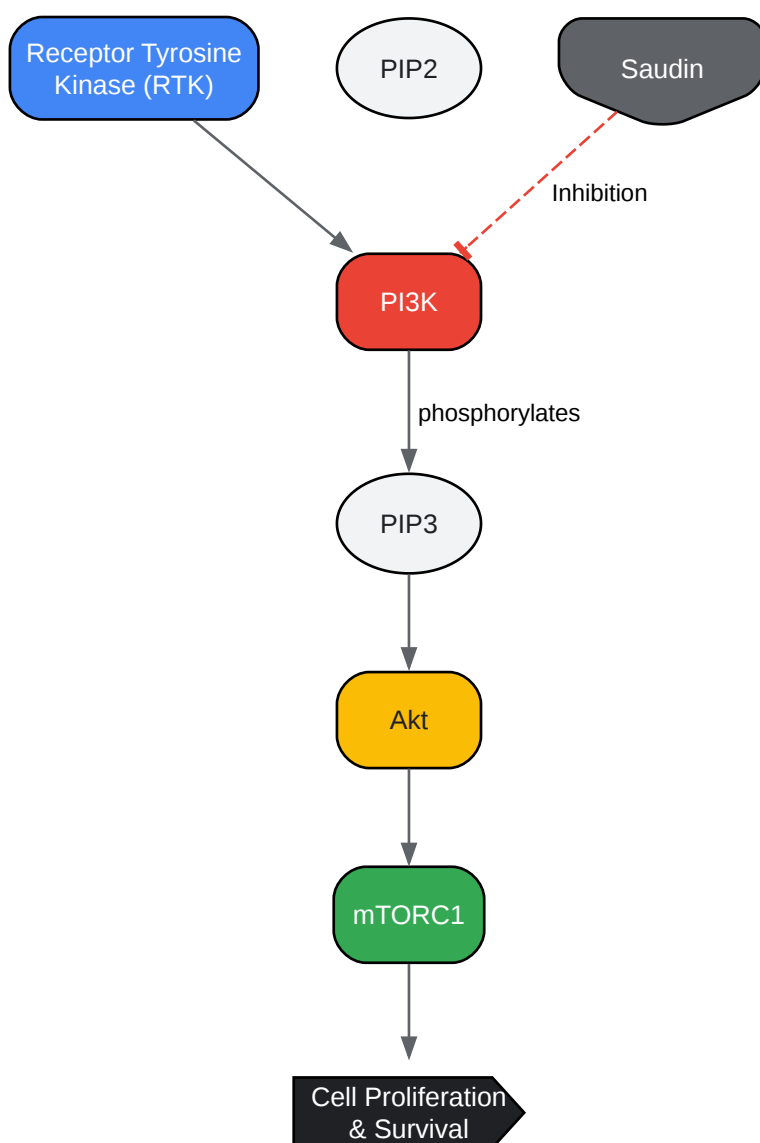 Receptor Tyrosine
Kinase (RTK)
PIP2
Saudin
Inhibition
PI3K
phosphorylates
PIP3
Akt
mTORC1
Cell Proliferation
& Survival